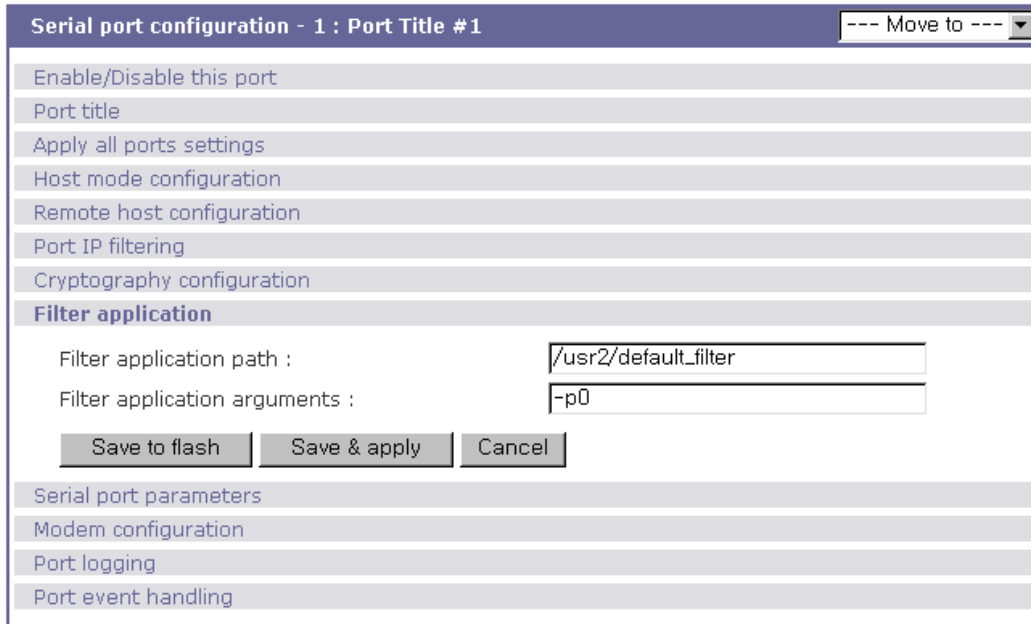 Serial port configuration - 1 : Port Title #1 --- Move to ---
Enable/Disable this port
Port title
Apply all ports settings
Host mode configuration
Remote host configuration
Port IP filtering
Cryptography configuration
Filter application
Filter application path : /usr2/default_filter
Filter application arguments : -p0
Save to flash Save & apply Cancel
Serial port parameters
Modem configuration
Port logging
Port event handling